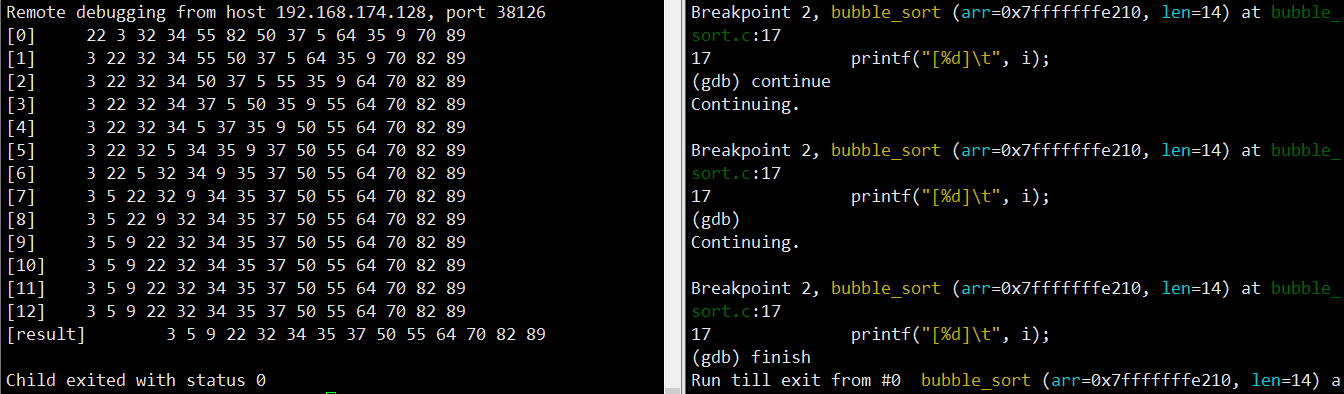 Remote debugging from host 192.168.174.128, port 38126
[0]     22 3 32 34 55 82 50 37 5 64 35 9 70 89
[1]     3 22 32 34 55 50 37 5 64 35 9 70 82 89
[2]     3 22 32 34 50 37 5 55 35 9 64 70 82 89
[3]     3 22 32 34 37 5 50 35 9 55 64 70 82 89
[4]     3 22 32 34 5 37 35 9 50 55 64 70 82 89
[5]     3 22 32 5 34 35 9 37 50 55 64 70 82 89
[6]     3 22 5 32 34 9 35 37 50 55 64 70 82 89
[7]     3 5 22 32 9 34 35 37 50 55 64 70 82 89
[8]     3 5 22 9 32 34 35 37 50 55 64 70 82 89
[9]     3 5 9 22 32 34 35 37 50 55 64 70 82 89
[10]    3 5 9 22 32 34 35 37 50 55 64 70 82 89
[11]    3 5 9 22 32 34 35 37 50 55 64 70 82 89
[12]    3 5 9 22 32 34 35 37 50 55 64 70 82 89
[result]        3 5 9 22 32 34 35 37 50 55 64 70 82 89
Child exited with status 0
Breakpoint 2, bubble_sort (arr=0x7fffffffe210, len=14) at bubble_
sort.c:17
17              printf("[%d]\t", i);
(gdb) continue
Continuing.
Breakpoint 2, bubble_sort (arr=0x7fffffffe210, len=14) at bubble_
sort.c:17
17              printf("[%d]\t", i);
(gdb)
Continuing.
Breakpoint 2, bubble_sort (arr=0x7fffffffe210, len=14) at bubble_
sort.c:17
17              printf("[%d]\t", i);
(gdb) finish
Run till exit from #0  bubble_sort (arr=0x7fffffffe210, len=14) a